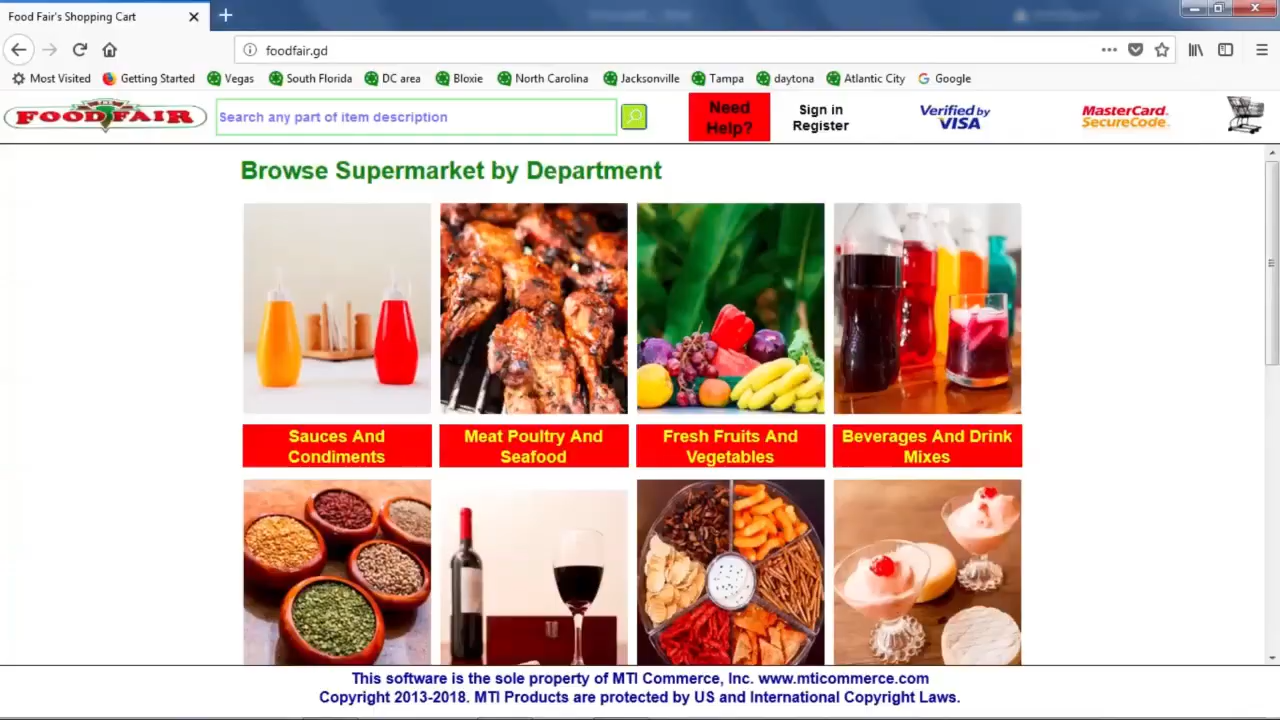 Food Fair's Shopping Cart
foodfair.gd
Most Visited Getting Started Vegas South Florida DC area Bloxie North Carolina Jacksonville Tampa daytona Atlantic City Google
THE
FOOD FAIR
Search any part of item description
Need
Help?
Sign in
Register
Verified by
VISA
MasterCard.
SecureCode.
Browse Supermarket by Department
Sauces And
Condiments
Meat Poultry And
Seafood
Fresh Fruits And
Vegetables
Beverages And Drink
Mixes
This software is the sole property of MTI Commerce, Inc. www.mticommerce.com
Copyright 2013-2018. MTI Products are protected by US and International Copyright Laws.